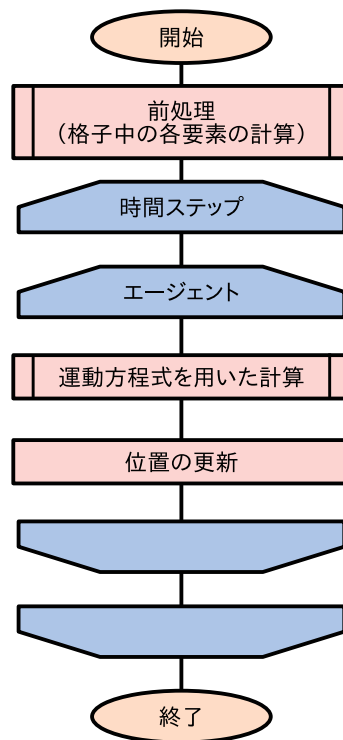 開始
前処理
（格子中の各要素の計算）
時間ステップ
エージェント
運動方程式を用いた計算
位置の更新
終了